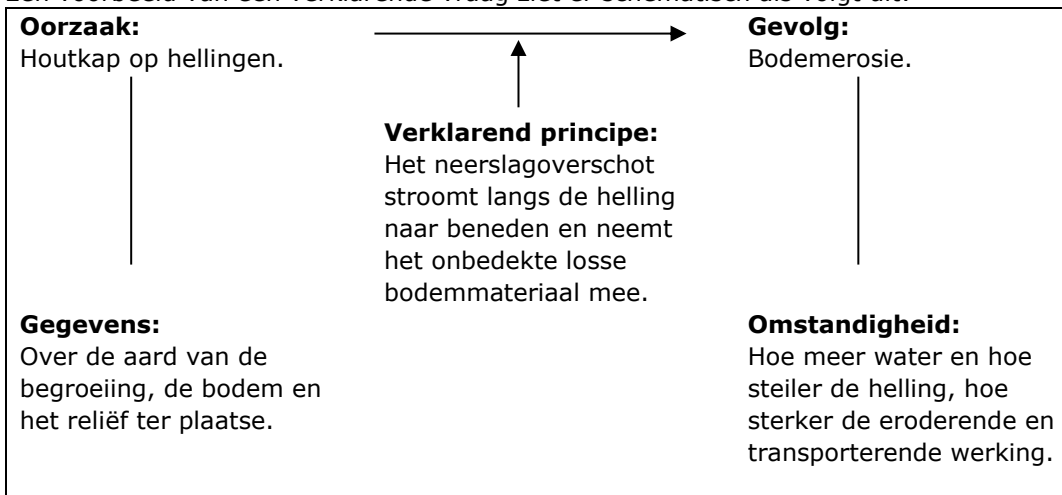 Een voorbeeld van een verklarende vraag ziet er schematisch als volgt uit:
Oorzaak:
Houtkap op hellingen.
Gevolg:
Bodemerosie.
Verklarend principe:
Het neerslagoverschot
stroomt langs de helling
naar beneden en neemt
het onbedekte losse
bodemmateriaal mee.
Gegevens:
Over de aard van de
begroeiing, de bodem en
het reliëf ter plaatse.
Omstandigheid:
Hoe meer water en hoe
steiler de helling, hoe
sterker de eroderende en
transporterende werking.